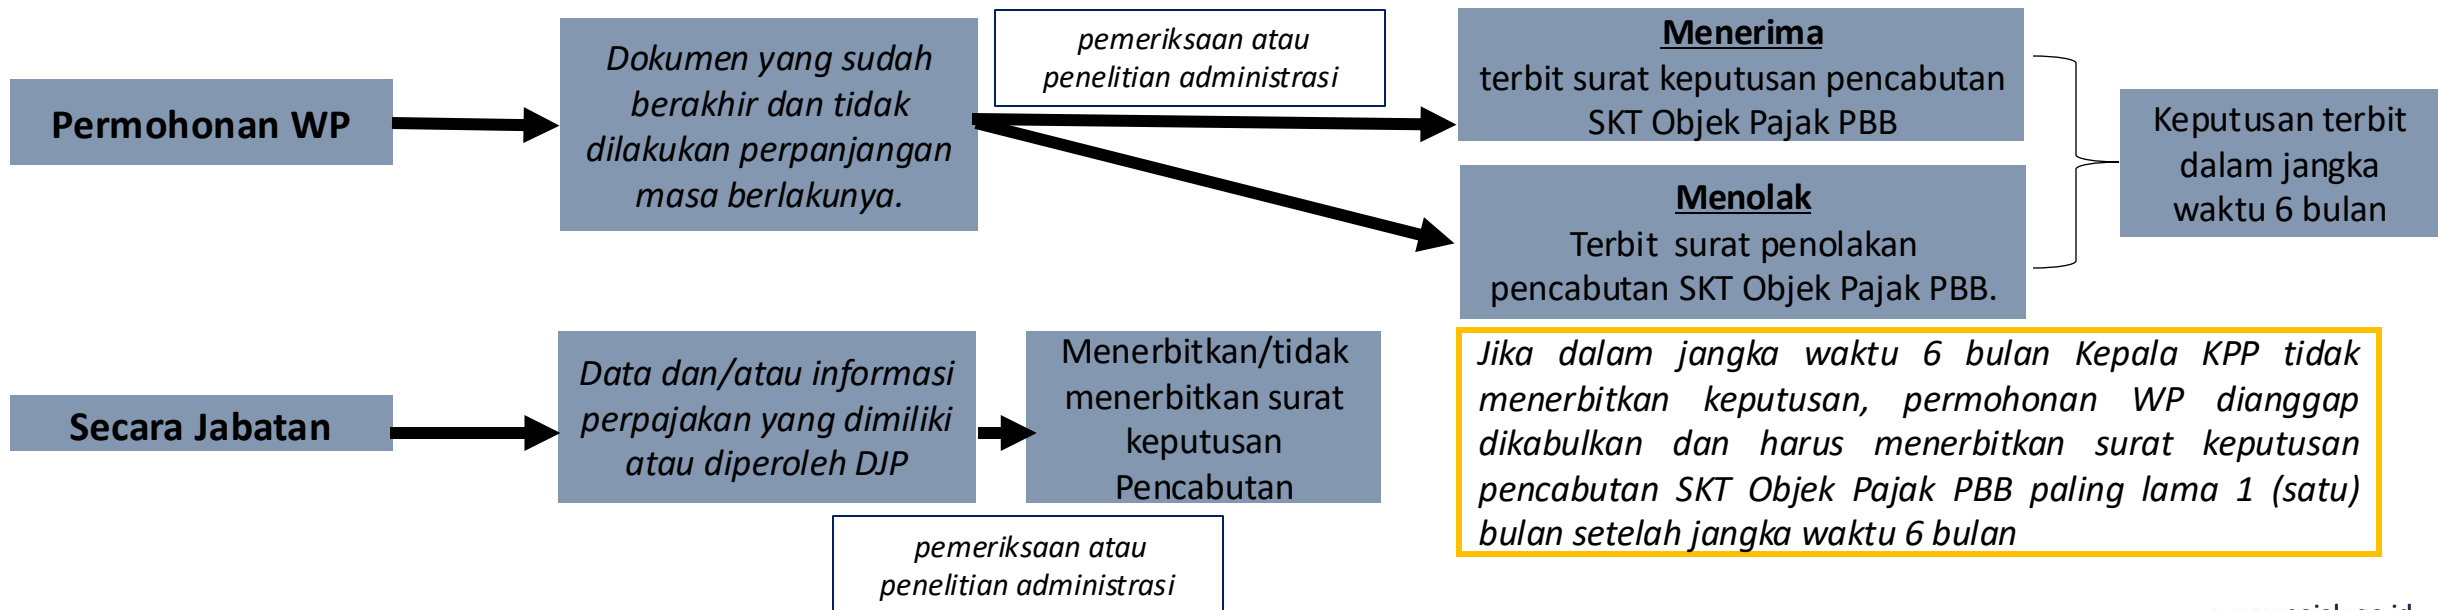 Permohonan WP
Dokumen yang sudah
berakhir dan tidak
dilakukan perpanjangan
masa berlakunya.
pemeriksaan atau
penelitian administrasi
Menerima
terbit surat keputusan pencabutan
SKT Objek Pajak PBB
Menolak
Terbit surat penolakan
pencabutan SKT Objek Pajak PBB.
Keputusan terbit
dalam jangka
waktu 6 bulan
Secara Jabatan
Data dan/atau informasi
perpajakan yang dimiliki
atau diperoleh DJP
Menerbitkan/tidak
menerbitkan surat
keputusan
Pencabutan
pemeriksaan atau
penelitian administrasi
Jika dalam jangka waktu 6 bulan Kepala KPP tidak
menerbitkan keputusan, permohonan WP dianggap
dikabulkan dan harus menerbitkan surat keputusan
pencabutan SKT Objek Pajak PBB paling lama 1 (satu)
bulan setelah jangka waktu 6 bulan